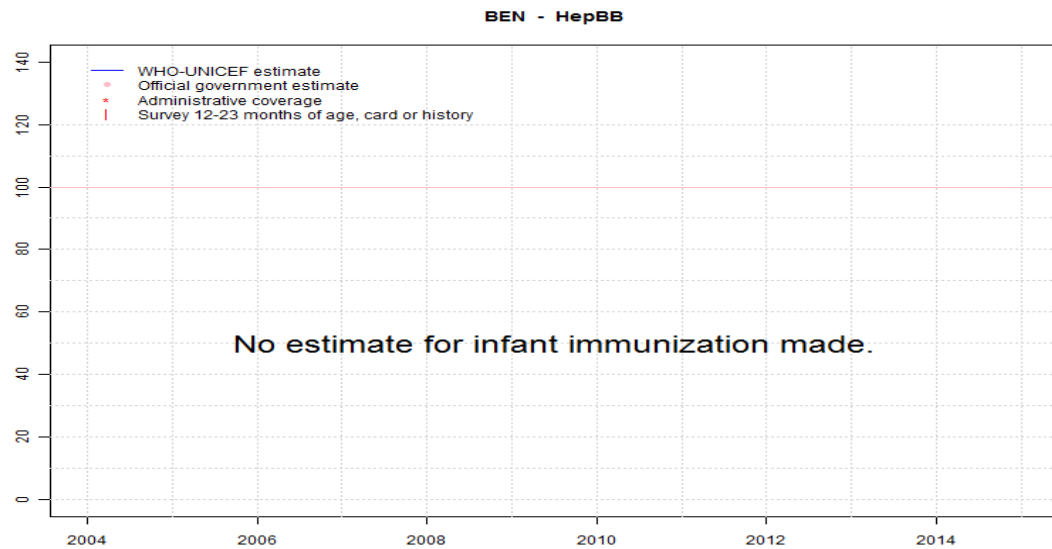 BEN - HepBB
WHO-UNICEF estimate
Official government estimate
Administrative coverage
Survey 12-23 months of age, card or history
140
120
100
80
60
40
20
0
No estimate for infant immunization made.
2004 2006 2008 2010 2012 2014